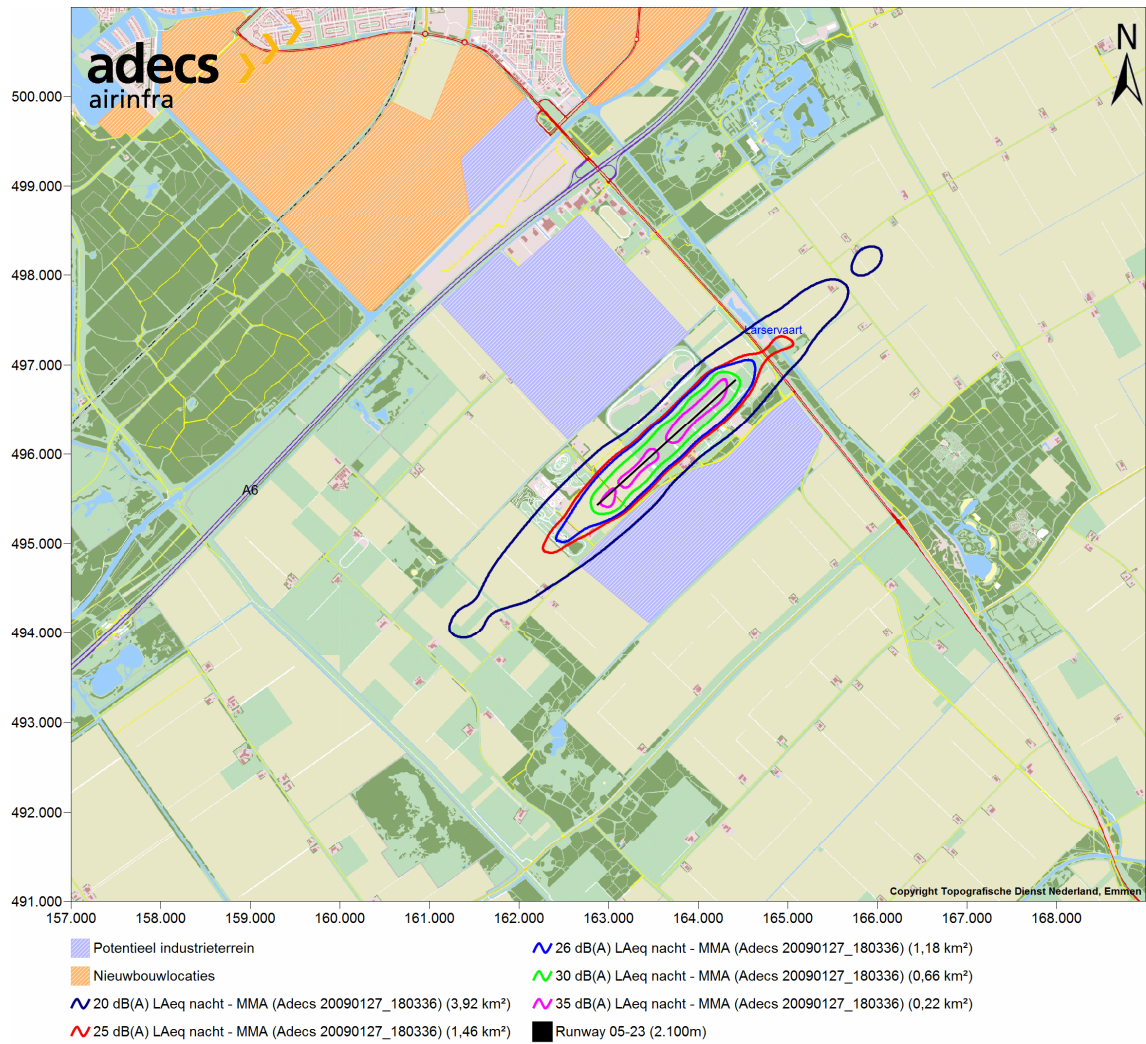 adecs
airinfra
N
500.000
499.000
498.000
Larservaart
497.000
496.000
A6
495.000
494.000
493.000
492.000
491.000
Copyright Topografische Dienst Nederland, Emmen
157.000 158.000 159.000 160.000 161.000 162.000 163.000 164.000 165.000 166.000 167.000 168.000
Potentieel industrieterrein
Nieuwbouwlocaties
20 dB(A) LAeq nacht - MMA (Adecs 20090127_180336) (3,92 km²)
25 dB(A) LAeq nacht - MMA (Adecs 20090127_180336) (1,46 km²)
26 dB(A) LAeq nacht - MMA (Adecs 20090127_180336) (1,18 km²)
30 dB(A) LAeq nacht - MMA (Adecs 20090127_180336) (0,66 km²)
35 dB(A) LAeq nacht - MMA (Adecs 20090127_180336) (0,22 km²)
Runway 05-23 (2.100m)